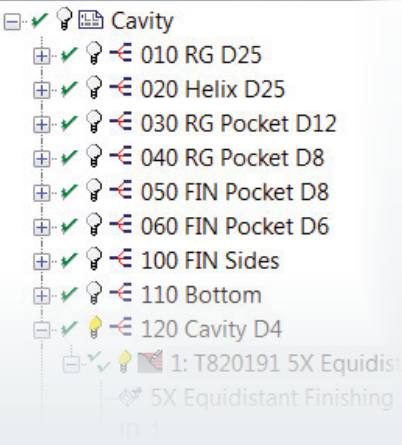 Cavity
010 RG D25
020 Helix D25
030 RG Pocket D12
040 RG Pocket D8
050 FIN Pocket D8
060 FIN Pocket D6
100 FIN Sides
110 Bottom
120 Cavity D4
1: T820191 5X Equidist
5X Equidistant Finishing
ID 1